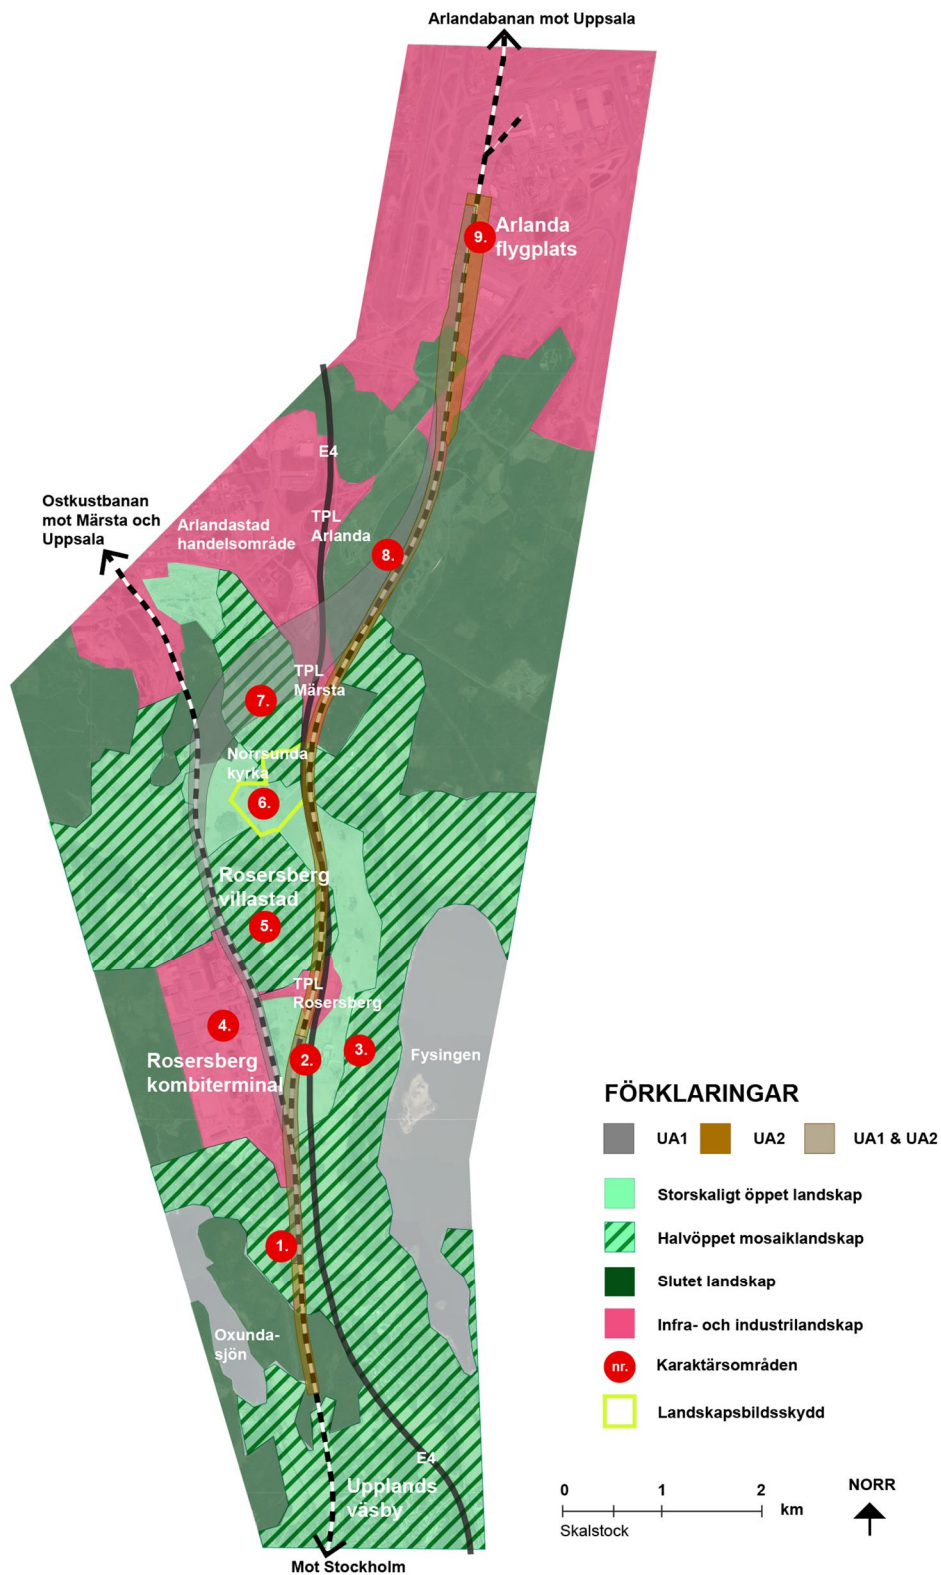 Arlandabanan mot Uppsala
9.
Arlanda
flygplats
E4
Ostkustbanan
mot Märsta och
Uppsala
Arlandastad
handelsområde
TPL
Arlanda
8.
TPL
Märsta
7.
Norrsunda
kyrka
6.
Rosersberg
villastad
5.
TPL
Rosersberg
4.
2.
3.
Rosersberg
kombiterminal
Fysingen
1.
Oxunda-
sjön
E4
Upplands
väsby
Mot Stockholm
FÖRKLARINGAR
UA1
UA2
UA1 & UA2
Storskaligt öppet landskap
Halvöppet mosaiklandskap
Slutet landskap
Infra- och industrilandskap
nr.
Karaktärsområden
Landskapsbildsskydd
0 1 2
km
Skalstock
NORR